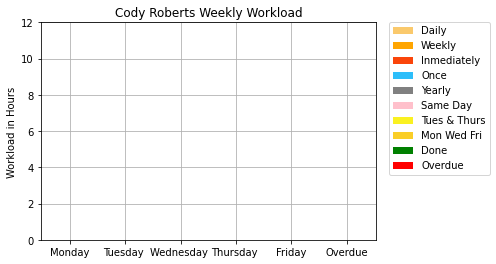 Cody Roberts Weekly Workload
Workload in Hours
12
10
8
6
4
2
0
Monday Tuesday Wednesday Thursday Friday Overdue
Daily
Weekly
Inmediately
Once
Yearly
Same Day
Tues & Thurs
Mon Wed Fri
Done
Overdue